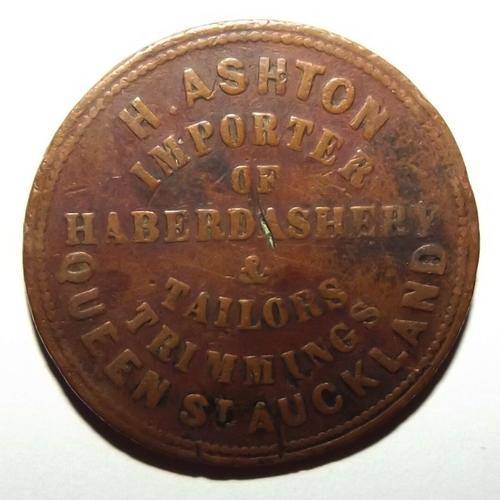 H. ASHTON
IMPORTER
OF
HABERDASHERY
&
TAILORS
TRIMMINGS
QUEEN ST AUCKLAND